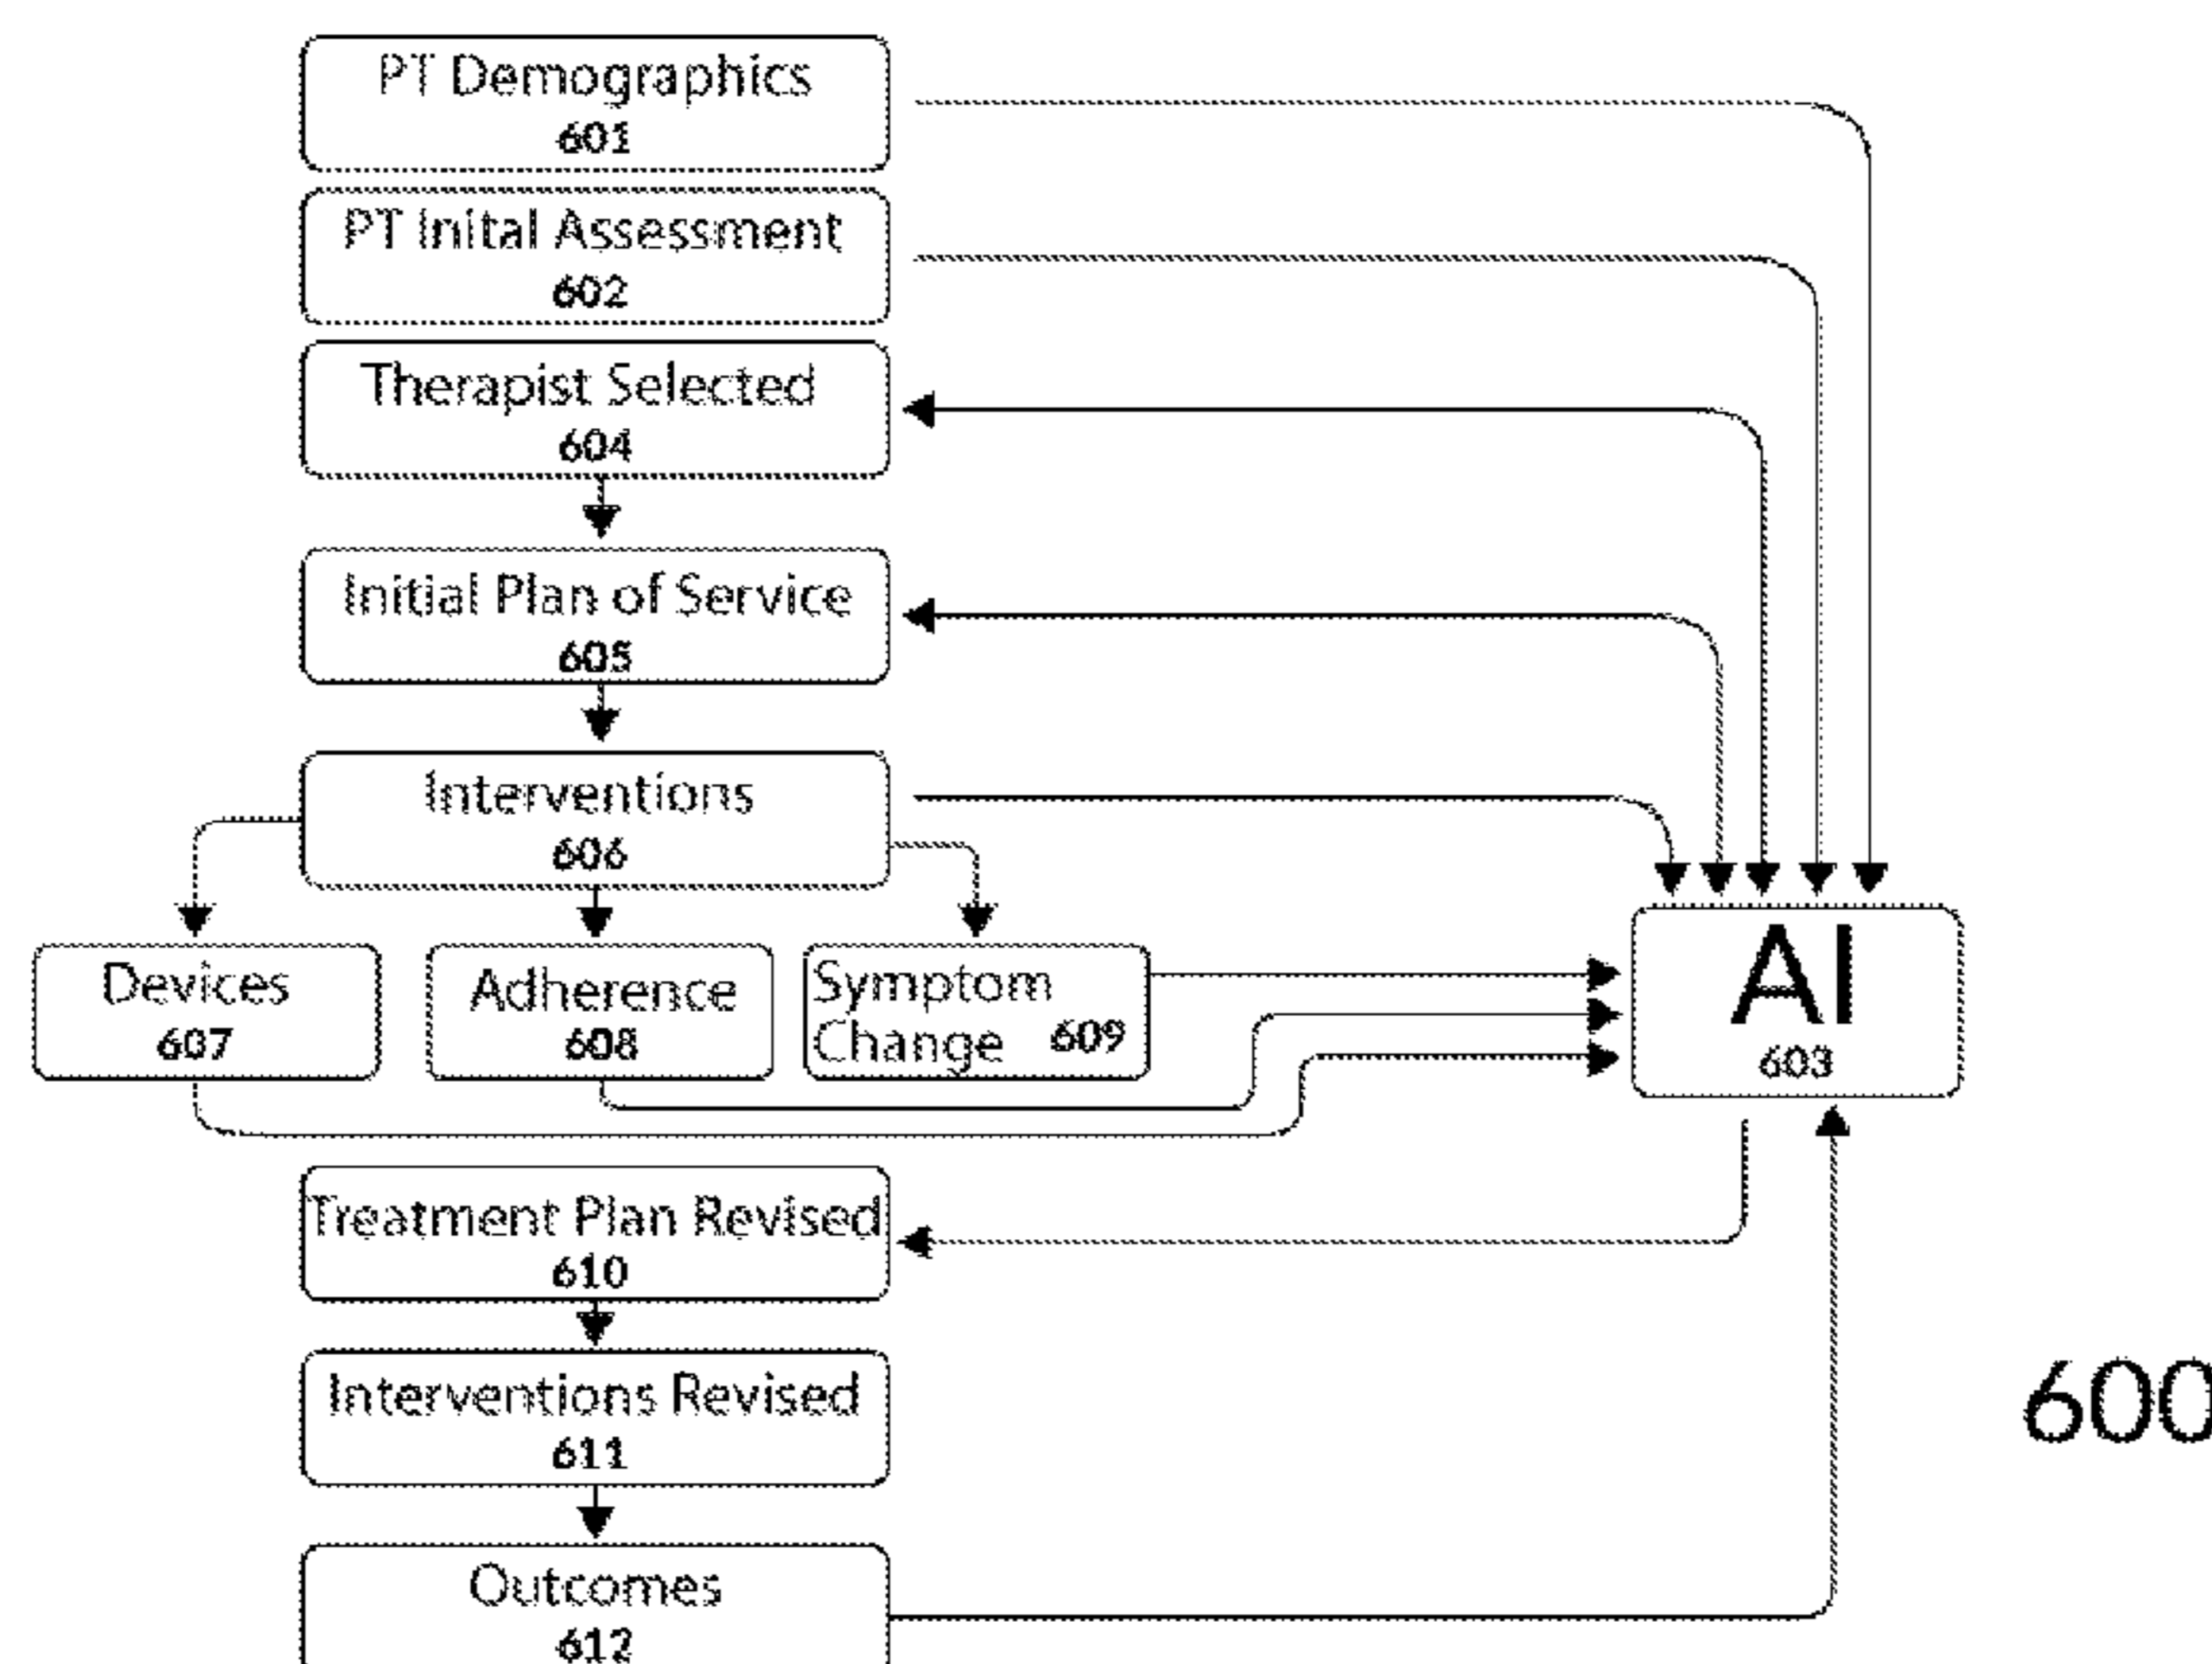 PT Demographics
601
PT Inital Assessment
602
Therapist Selected
604
Initial Plan of Service
605
Interventions
606
Devices
607
Adherence
608
Symptom
Change 609
AI
603
Treatment Plan Revised
610
Interventions Revised
611
600
Outcomes
612